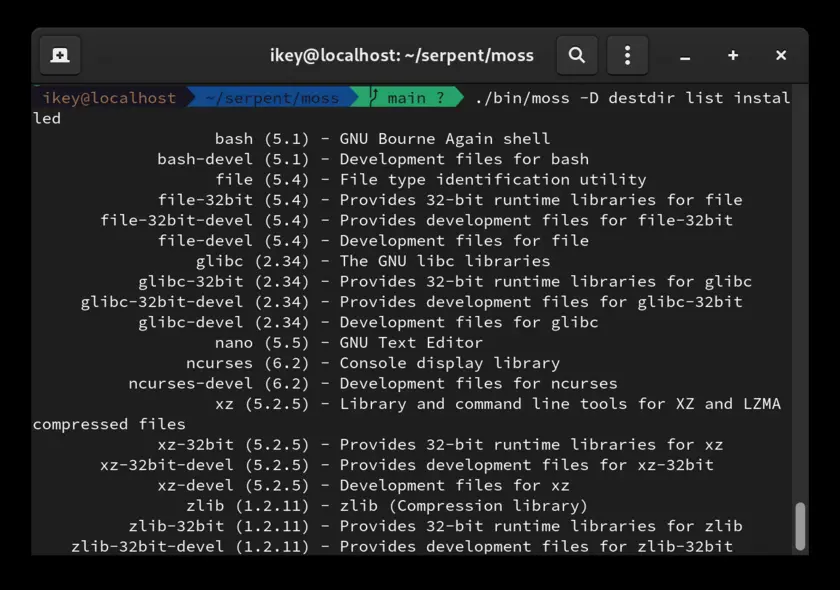 ikey@localhost: ~/serpent/moss
ikey@localhost ~/serpent/moss main ? ./bin/moss -D destdir list instal
led
bash (5.1) - GNU Bourne Again shell
bash-devel (5.1) - Development files for bash
file (5.4) - File type identification utility
file-32bit (5.4) - Provides 32-bit runtime libraries for file
file-32bit-devel (5.4) - Provides development files for file-32bit
file-devel (5.4) - Development files for file
glibc (2.34) - The GNU libc libraries
glibc-32bit (2.34) - Provides 32-bit runtime libraries for glibc
glibc-32bit-devel (2.34) - Provides development files for glibc-32bit
glibc-devel (2.34) - Development files for glibc
nano (5.5) - GNU Text Editor
ncurses (6.2) - Console display library
ncurses-devel (6.2) - Development files for ncurses
xz (5.2.5) - Library and command line tools for XZ and LZMA
compressed files
xz-32bit (5.2.5) - Provides 32-bit runtime libraries for xz
xz-32bit-devel (5.2.5) - Provides development files for xz-32bit
xz-devel (5.2.5) - Development files for xz
zlib (1.2.11) - zlib (Compression library)
zlib-32bit (1.2.11) - Provides 32-bit runtime libraries for zlib
zlib-32bit-devel (1.2.11) - Provides development files for zlib-32bit